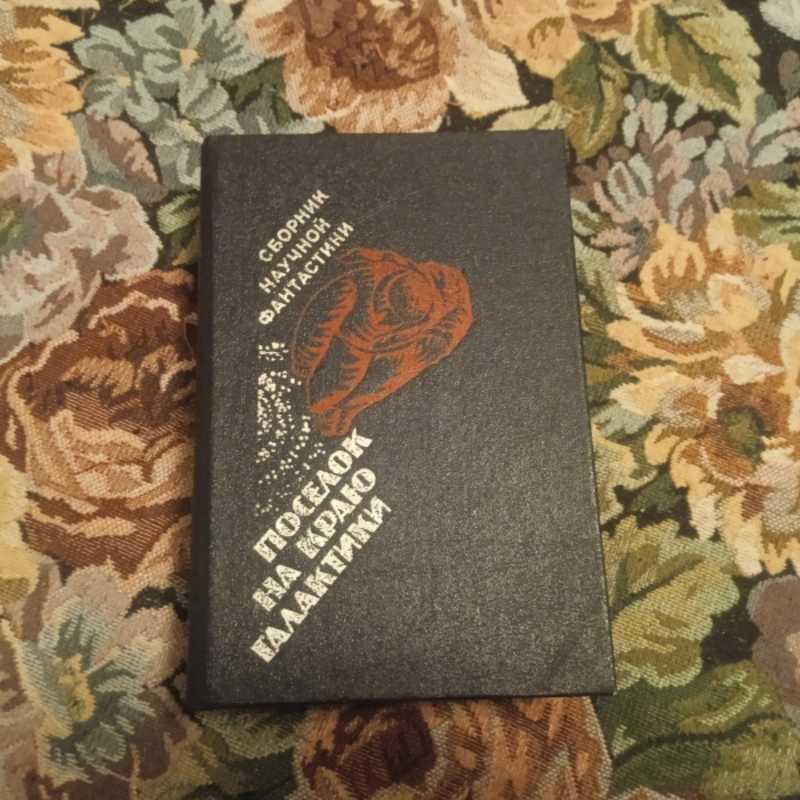 СБОРНИК
НАУЧНОЙ
ФАНТАСТИКИ
ПОСЕЛОК
НА КРАЮ
ГАЛАКТИКИ